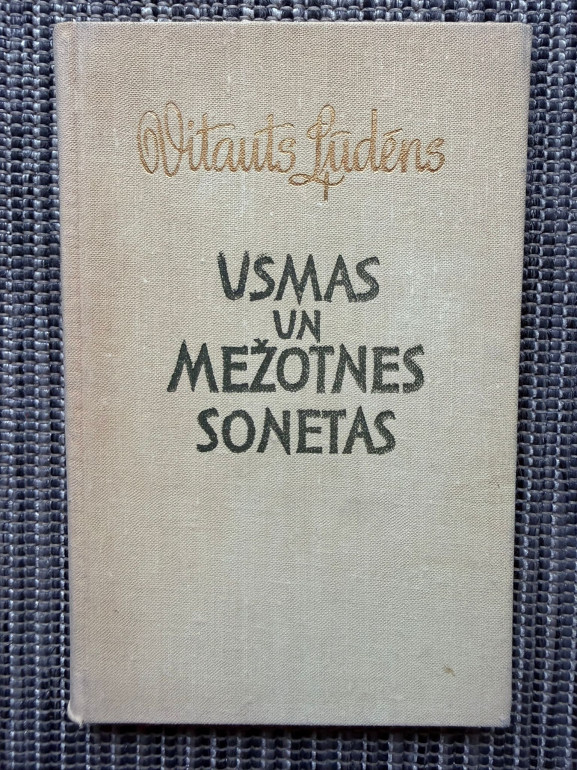 Vitauts Ļūdēns
USMAS
UN
MEŽOTNES
SONETAS